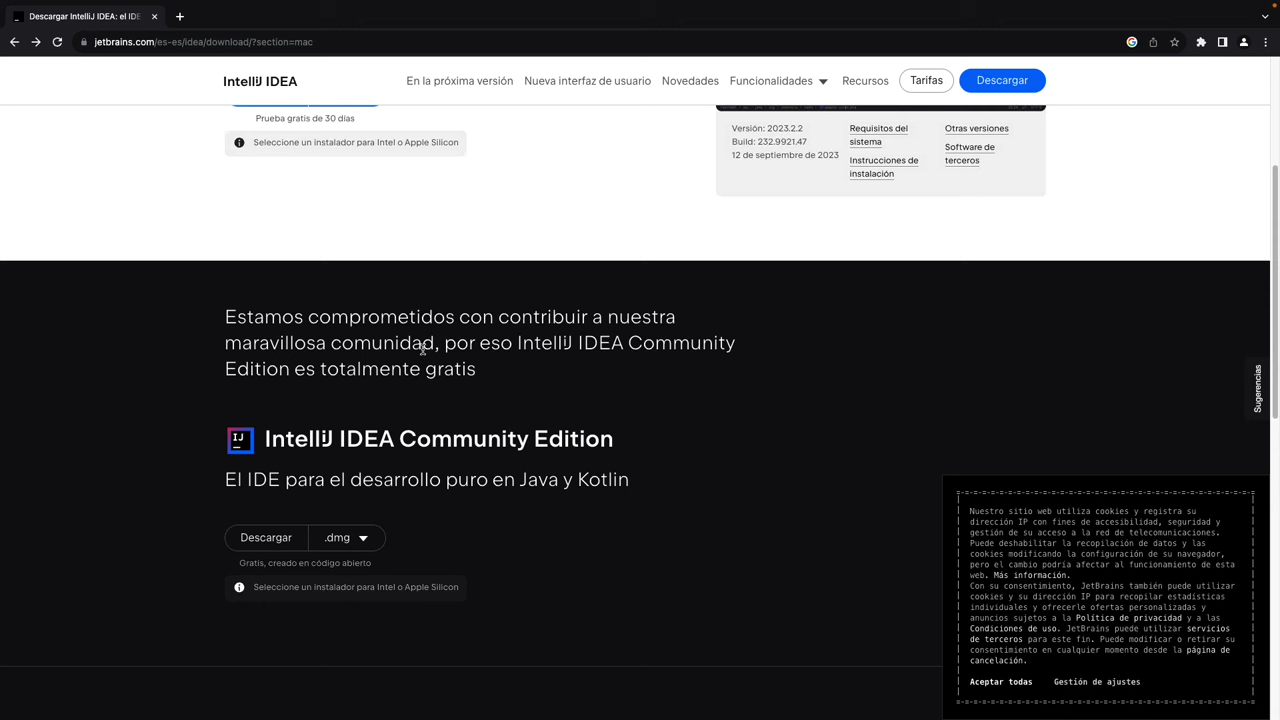 Descargar IntelliJ IDEA: el IDE
jetbrains.com/es-es/idea/download/?section=mac
IntelliJ IDEA
En la próxima versión
Nueva interfaz de usuario
Novedades
Funcionalidades
Recursos
Tarifas
Descargar
Prueba gratis de 30 días
Seleccione un instalador para Intel o Apple Silicon
Versión: 2023.2.2
Build: 232.9921.47
12 de septiembre de 2023
Requisitos del
sistema
Instrucciones de
instalación
Otras versiones
Software de
terceros
Estamos comprometidos con contribuir a nuestra
maravillosa comunidad, por eso IntelliJ IDEA Community
Edition es totalmente gratis
IJ
IntelliJ IDEA Community Edition
El IDE para el desarrollo puro en Java y Kotlin
Descargar
.dmg
Gratis, creado en código abierto
Seleccione un instalador para Intel o Apple Silicon
Sugerencias
Nuestro sitio web utiliza cookies y registra su
dirección IP con fines de accesibilidad, seguridad y
gestión de su acceso a la red de telecomunicaciones.
Puede deshabilitar la recopilación de datos y las
cookies modificando la configuración de su navegador,
pero el cambio podría afectar al funcionamiento de esta
web. Más información.
Con su consentimiento, JetBrains también puede utilizar
cookies y su dirección IP para recopilar estadísticas
individuales y ofrecerle ofertas personalizadas y
anuncios sujetos a la Política de privacidad y a las
Condiciones de uso. JetBrains puede utilizar servicios
de terceros para este fin. Puede modificar o retirar su
consentimiento en cualquier momento desde la página de
cancelación.
Aceptar todas
Gestión de ajustes